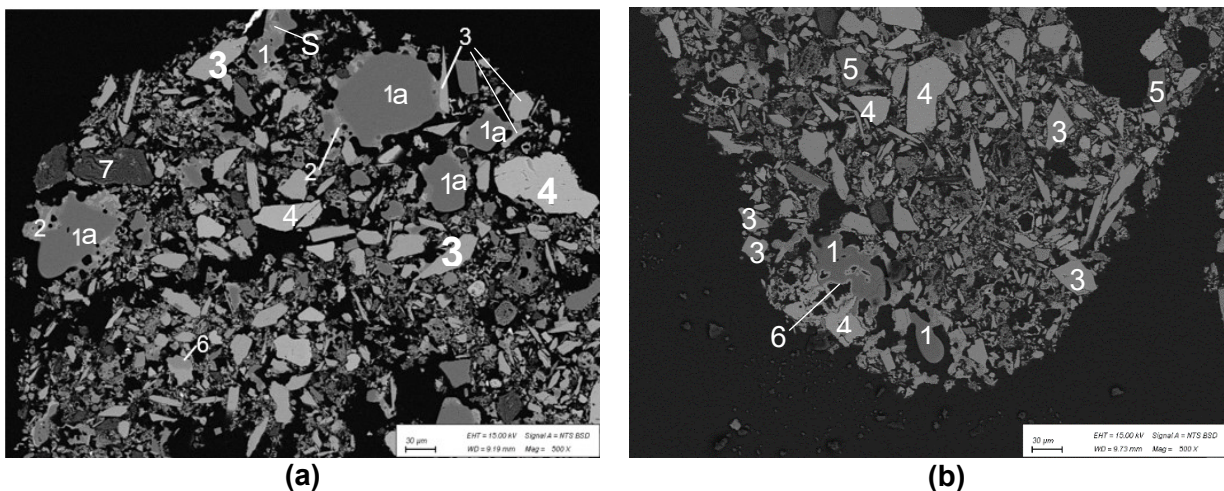 3
1
S
3
1a
1a
2
7
1a
4
2
1a
4
3
6
30 µm
EHT = 15.00 kV Signal A = NTS BSD
WD = 9.19 mm Mag = 500 X
(a)
5
4
4
5
3
3
3
1
3
6
4
1
30 µm
EHT = 15.00 kV Signal A = NTS BSD
WD = 9.73 mm Mag = 500 X
(b)